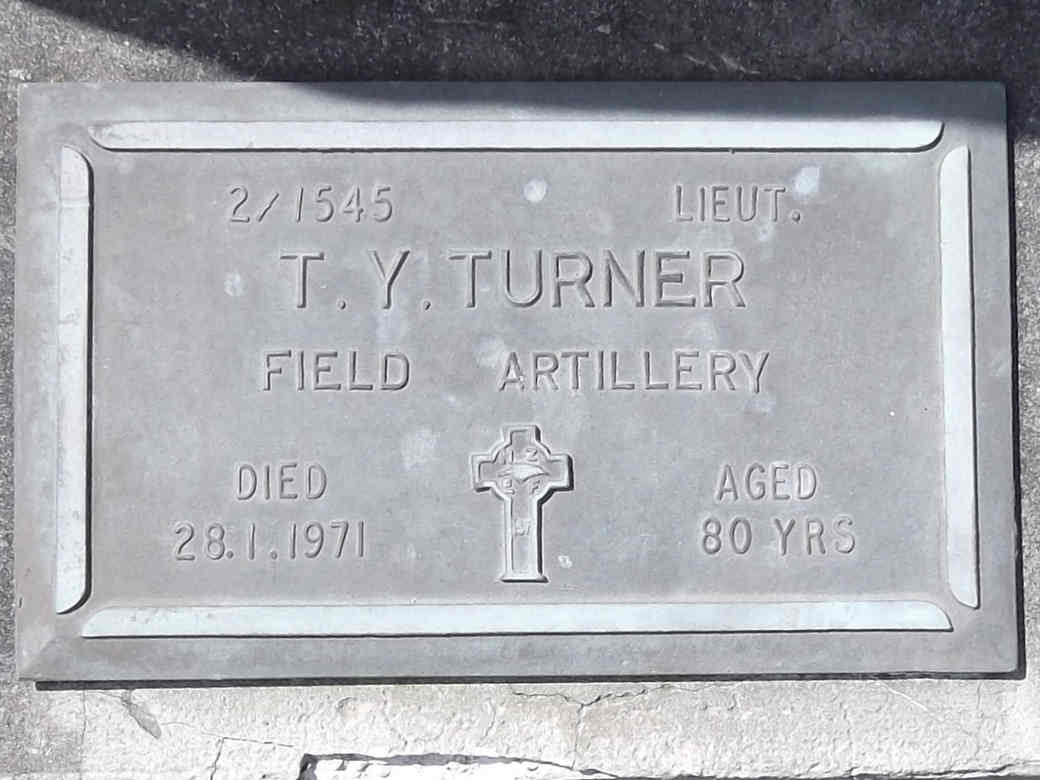 2/1545 LIEUT.
T. Y. TURNER
FIELD ARTILLERY
DIED AGED
28.1.1971 80 YRS
N Z
E F